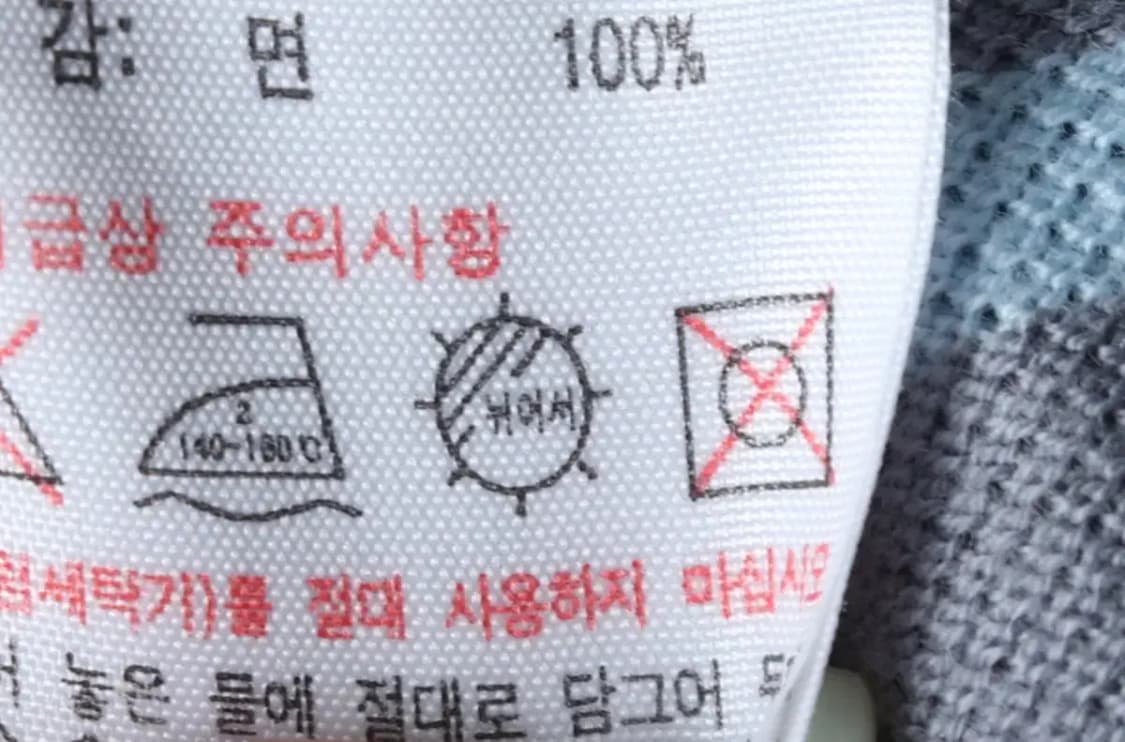 감: 면 100%
급상 주의사항
2
140~160℃
뉘어서
세탁기)를 절대 사용하지 마십시오
놓은 물에 절대로 담그어